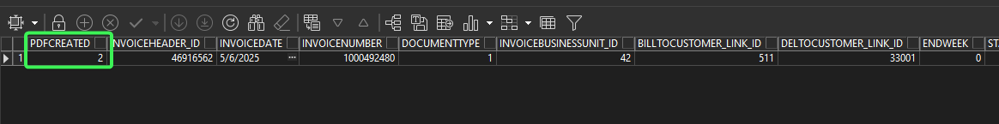 PDFCREATED INVOICEHEADER_ID INVOICEDATE INVOICENUMBER DOCUMENTTYPE INVOICEBUSINESSUNIT_ID BILLTOCUSTOMER_LINK_ID DELTOCUSTOMER_LINK_ID ENDWEEK
1 2 46916562 5/6/2025 ... 1000492480 1 42 511 33001 0